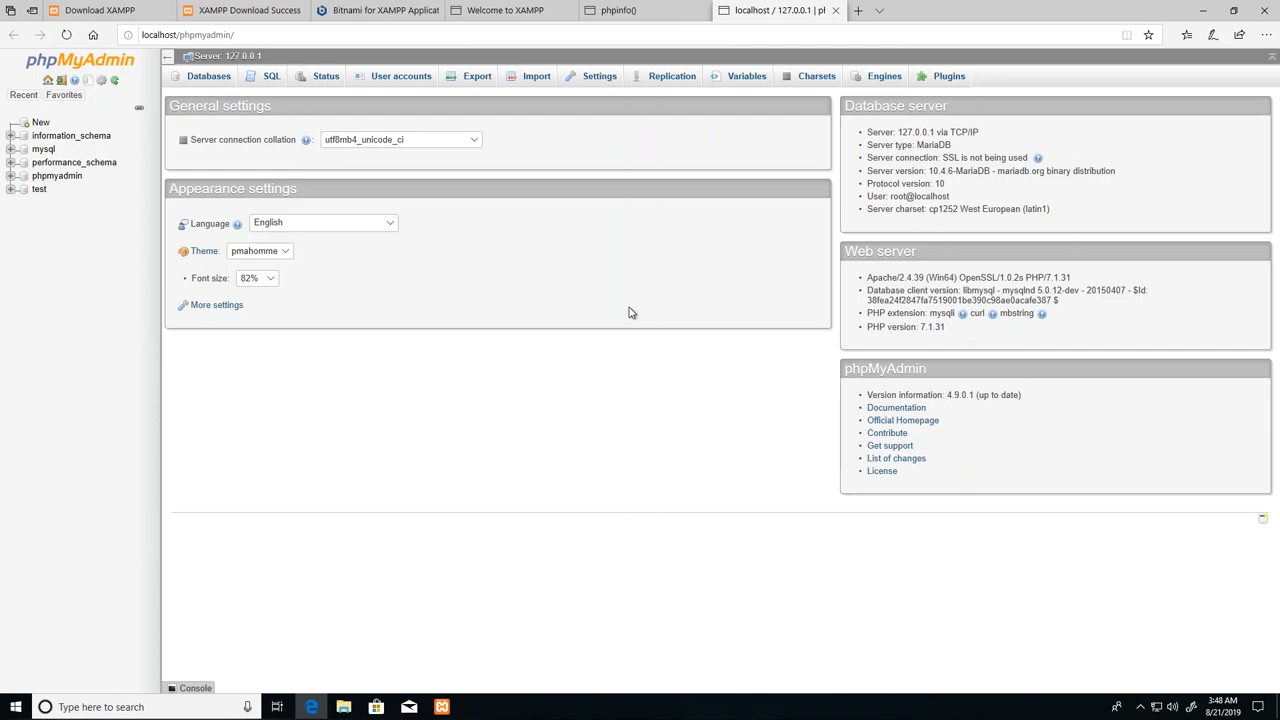 Download XAMPP
XAMPP Download Success
Bitnami for XAMPP Applicat
Welcome to XAMPP
phpinfo()
localhost / 127.0.0.1 | ph
localhost/phpmyadmin/
phpMyAdmin
Recent
Favorites
New
information_schema
mysql
performance_schema
phpmyadmin
test
Server: 127.0.0.1
Databases
SQL
Status
User accounts
Export
Import
Settings
Replication
Variables
Charsets
Engines
Plugins
General settings
Server connection collation : utf8mb4_unicode_ci
Appearance settings
Language English
Theme: pmahomme
Font size: 82%
More settings
Database server
Server: 127.0.0.1 via TCP/IP
Server type: MariaDB
Server connection: SSL is not being used
Server version: 10.4.6-MariaDB - mariadb.org binary distribution
Protocol version: 10
User: root@localhost
Server charset: cp1252 West European (latin1)
Web server
Apache/2.4.39 (Win64) OpenSSL/1.0.2s PHP/7.1.31
Database client version: libmysql - mysqlnd 5.0.12-dev - 20150407 - $Id:
38fea24f2847fa7519001be390c98ae0acafe387 $
PHP extension: mysqli curl mbstring
PHP version: 7.1.31
phpMyAdmin
Version information: 4.9.0.1 (up to date)
Documentation
Official Homepage
Contribute
Get support
List of changes
License
Console
Type here to search
3:48 AM
8/21/2019